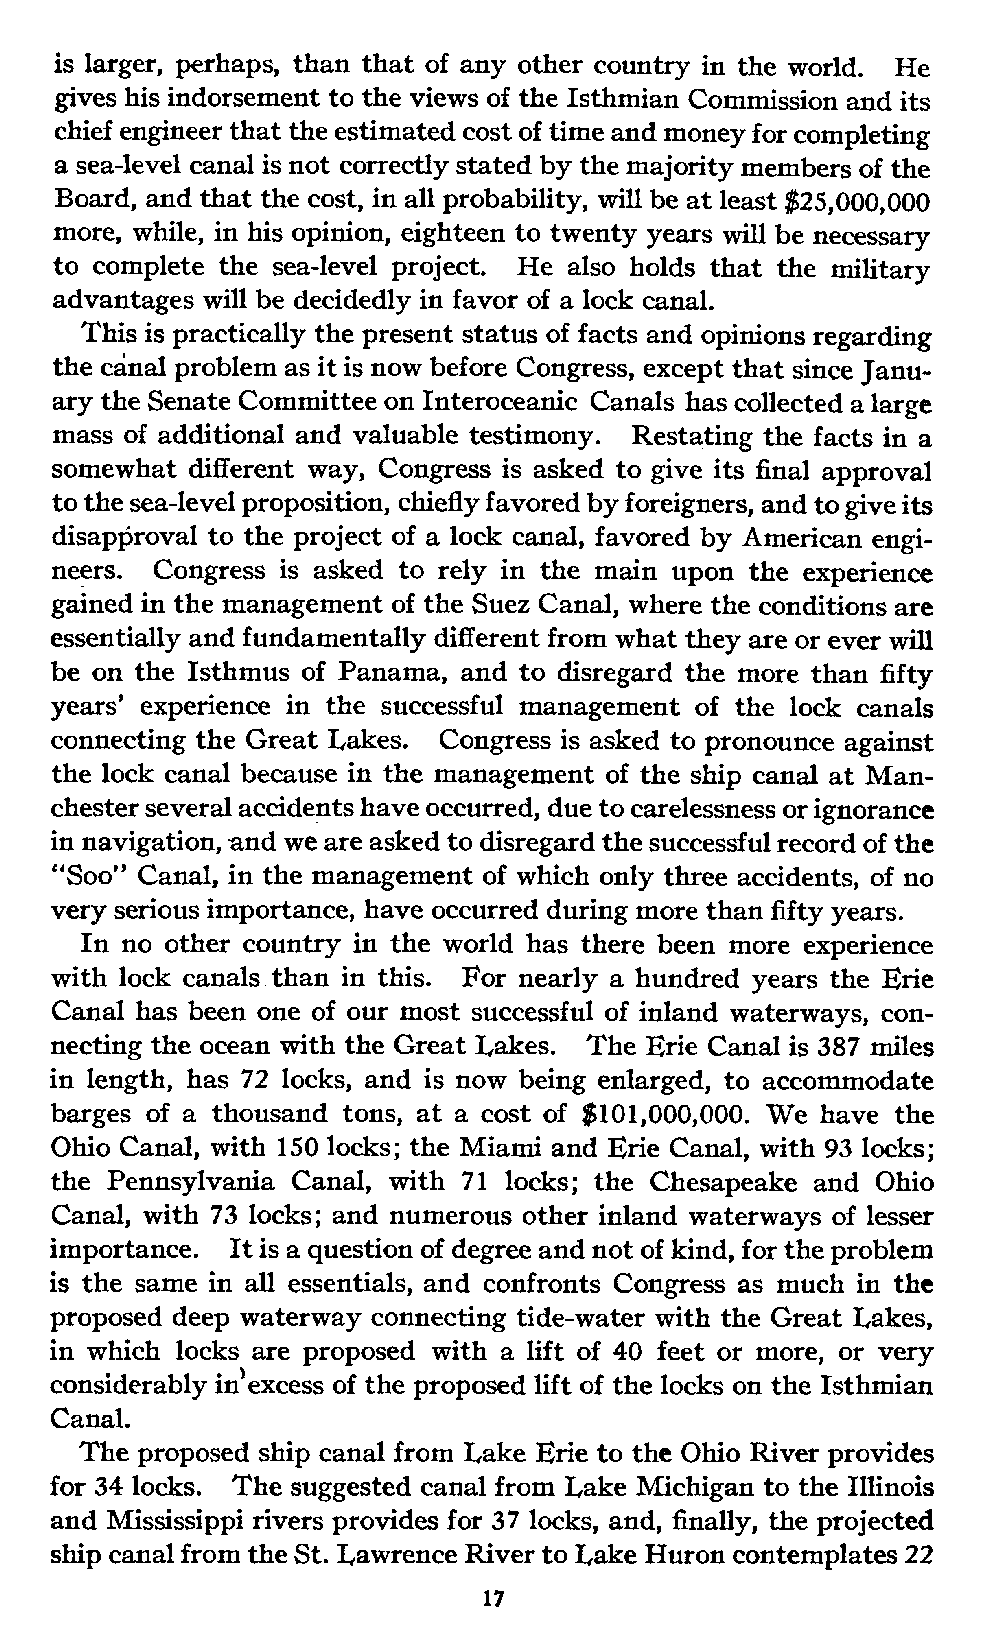 is larger, perhaps, than that of any other country in the world. He
gives his indorsement to the views of the Isthmian Commission and its
chief engineer that the estimated cost of time and money for completing
a sea-level canal is not correctly stated by the majority members of the
Board, and that the cost, in all probability, will be at least $25,000,000
more, while, in his opinion, eighteen to twenty years will be necessary
to complete the sea-level project. He also holds that the military
advantages will be decidedly in favor of a lock canal.
This is practically the present status of facts and opinions regarding
the canal problem as it is now before Congress, except that since Janu-
ary the Senate Committee on Interoceanic Canals has collected a large
mass of additional and valuable testimony. Restating the facts in a
somewhat different way, Congress is asked to give its final approval
to the sea-level proposition, chiefly favored by foreigners, and to give its
disapproval to the project of a lock canal, favored by American engi-
neers. Congress is asked to rely in the main upon the experience
gained in the management of the Suez Canal, where the conditions are
essentially and fundamentally different from what they are or ever will
be on the Isthmus of Panama, and to disregard the more than fifty
years' experience in the successful management of the lock canals
connecting the Great Lakes. Congress is asked to pronounce against
the lock canal because in the management of the ship canal at Man-
chester several accidents have occurred, due to carelessness or ignorance
in navigation, and we are asked to disregard the successful record of the
"Soo" Canal, in the management of which only three accidents, of no
very serious importance, have occurred during more than fifty years.
In no other country in the world has there been more experience
with lock canals than in this. For nearly a hundred years the Erie
Canal has been one of our most successful of inland waterways, con-
necting the ocean with the Great Lakes. The Erie Canal is 387 miles
in length, has 72 locks, and is now being enlarged, to accommodate
barges of a thousand tons, at a cost of $101,000,000. We have the
Ohio Canal, with 150 locks; the Miami and Erie Canal, with 93 locks;
the Pennsylvania Canal, with 71 locks; the Chesapeake and Ohio
Canal, with 73 locks; and numerous other inland waterways of lesser
importance. It is a question of degree and not of kind, for the problem
is the same in all essentials, and confronts Congress as much in the
proposed deep waterway connecting tide-water with the Great Lakes,
in which locks are proposed with a lift of 40 feet or more, or very
considerably in excess of the proposed lift of the locks on the Isthmian
Canal.
The proposed ship canal from Lake Erie to the Ohio River provides
for 34 locks. The suggested canal from Lake Michigan to the Illinois
and Mississippi rivers provides for 37 locks, and, finally, the projected
ship canal from the St. Lawrence River to Lake Huron contemplates 22
17